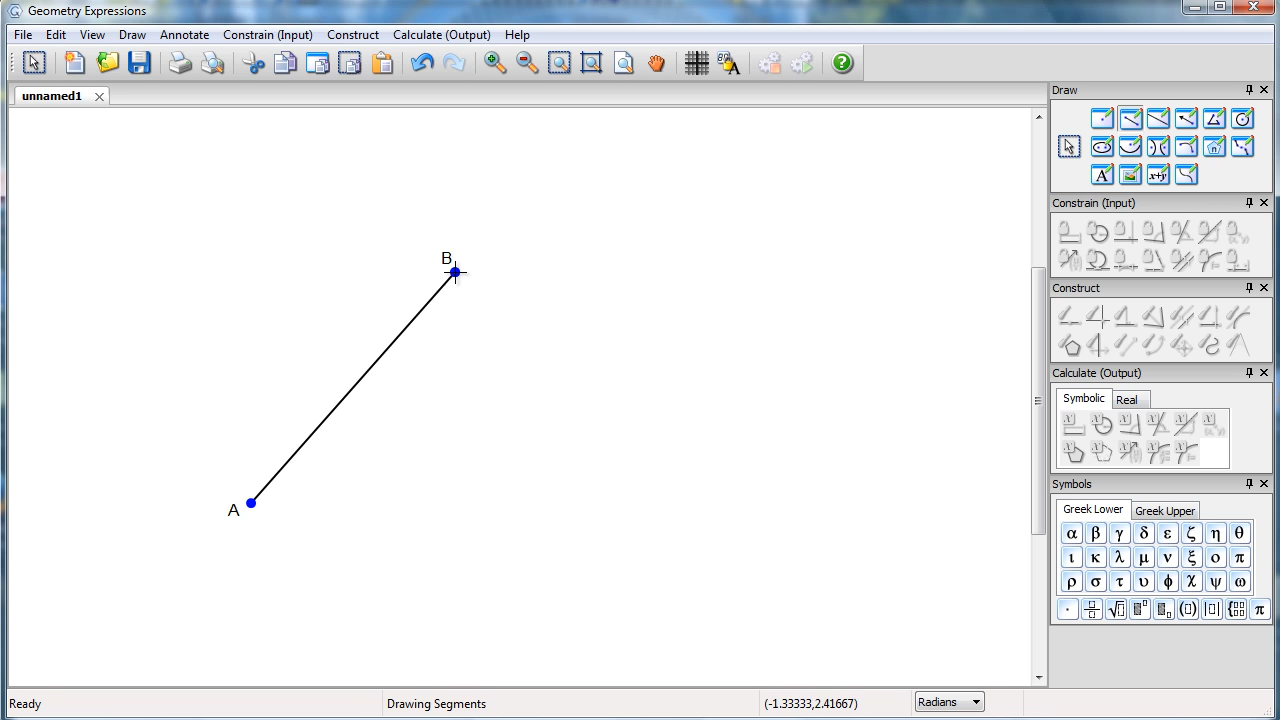 Geometry Expressions
File Edit View Draw Annotate Constrain (Input) Construct Calculate (Output) Help
unnamed1
B
A
Draw
A
x+y
Constrain (Input)
Construct
Calculate (Output)
Symbolic Real
Symbols
Greek Lower Greek Upper
α β γ δ ε ζ η θ
ι κ λ μ ν ξ ο π
ρ σ τ υ ϕ χ ψ ω
π
Ready
Drawing Segments
(-1.33333,2.41667)
Radians